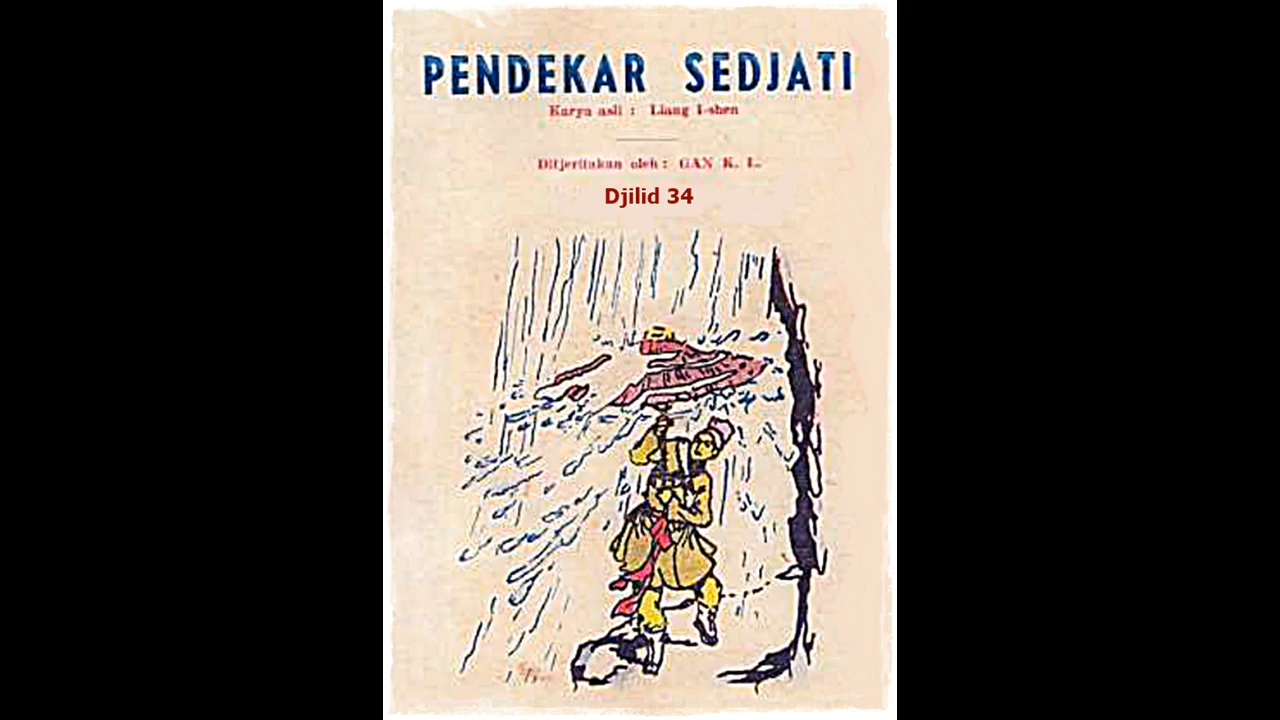 PENDEKAR SEDJATI
Karya asli : Liang I-shen
Ditjeritakan oleh : GAN K. L.
Djilid 34